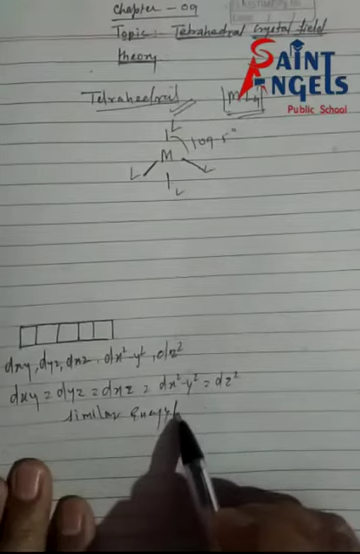 Chapter - 09
Topic:- Tetrahedral crystal field
theory
SAINT
ANGELS
Public School
Tetrahedral [ML4]
L
109.5°
M
L L
L
dxy, dyz, dxz, dx²-y², dz²
dxy = dyz = dxz = dx²-y² = dz²
similar energy